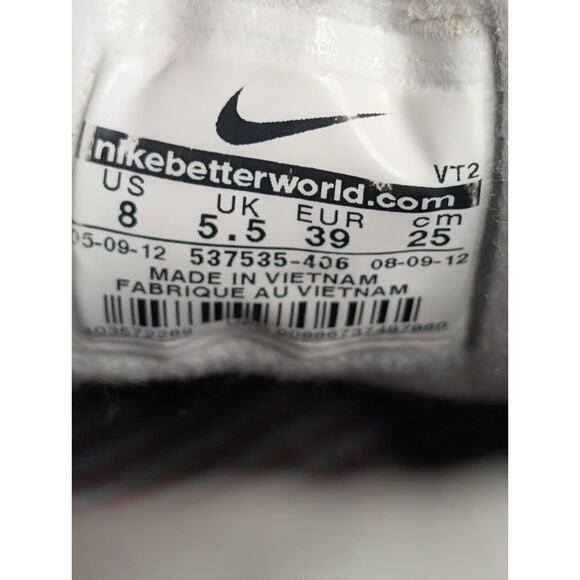 nikebetterworld.com
VT2
US UK EUR cm
8 5.5 39 25
05-09-12 537535-406 08-09-12
MADE IN VIETNAM
FABRIQUE AU VIETNAM